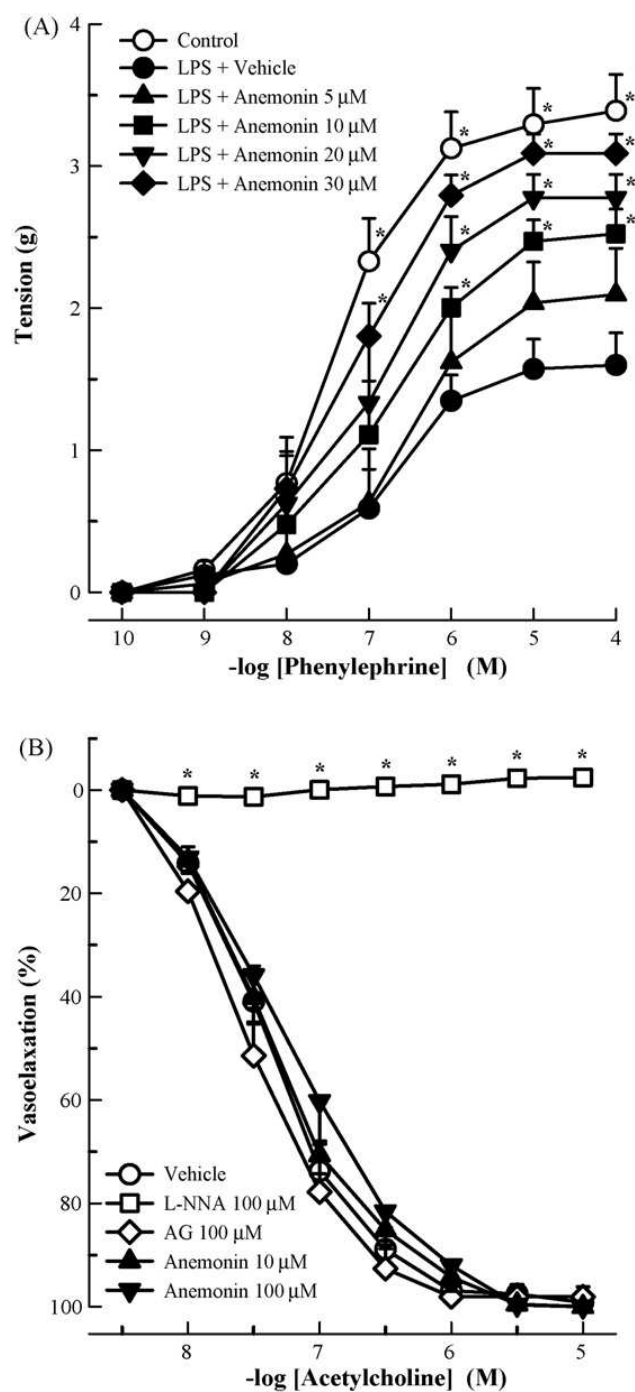 (A)
4
3
2
1
0
Tension (g)
Control
LPS + Vehicle
LPS + Anemonin 5 μM
LPS + Anemonin 10 μM
LPS + Anemonin 20 μM
LPS + Anemonin 30 μM
* * * * * * * * * * * * * *
10 9 8 7 6 5 4
-log [Phenylephrine] (M)
(B)
* * * * * * *
0
20
40
60
80
100
Vasoelaxation (%)
Vehicle
L-NNA 100 μM
AG 100 μM
Anemonin 10 μM
Anemonin 100 μM
8 7 6 5
-log [Acetylcholine] (M)